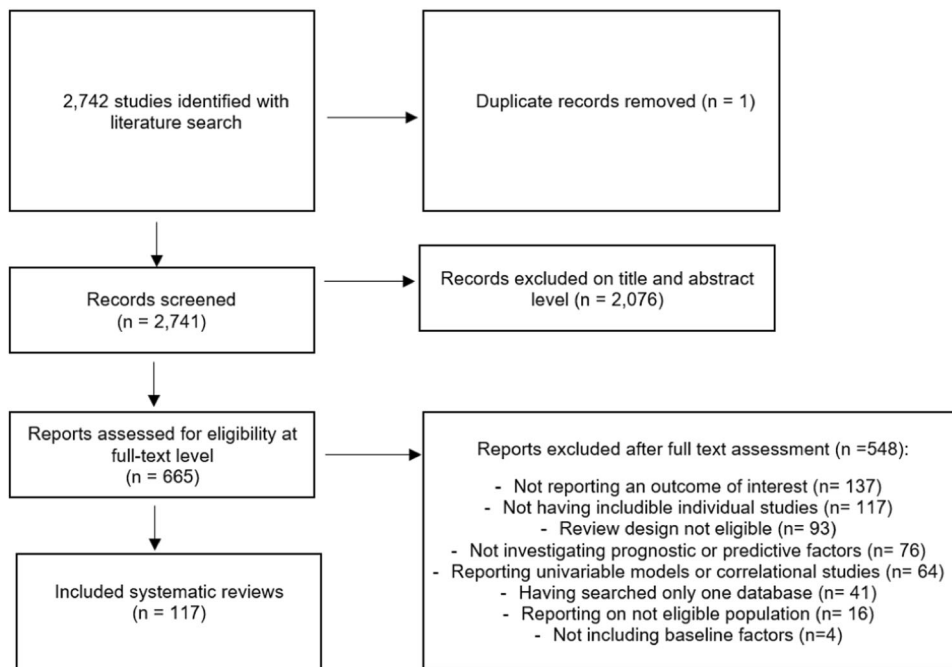 2,742 studies identified with
literature search
Duplicate records removed (n = 1)
Records screened
(n = 2,741)
Records excluded on title and abstract
level (n = 2,076)
Reports assessed for eligibility at
full-text level
(n = 665)
Reports excluded after full text assessment (n =548):
- Not reporting an outcome of interest (n= 137)
- Not having includible individual studies (n= 117)
- Review design not eligible (n= 93)
- Not investigating prognostic or predictive factors (n= 76)
- Reporting univariable models or correlational studies (n= 64)
- Having searched only one database (n= 41)
- Reporting on not eligible population (n= 16)
- Not including baseline factors (n=4)
Included systematic reviews
(n = 117)